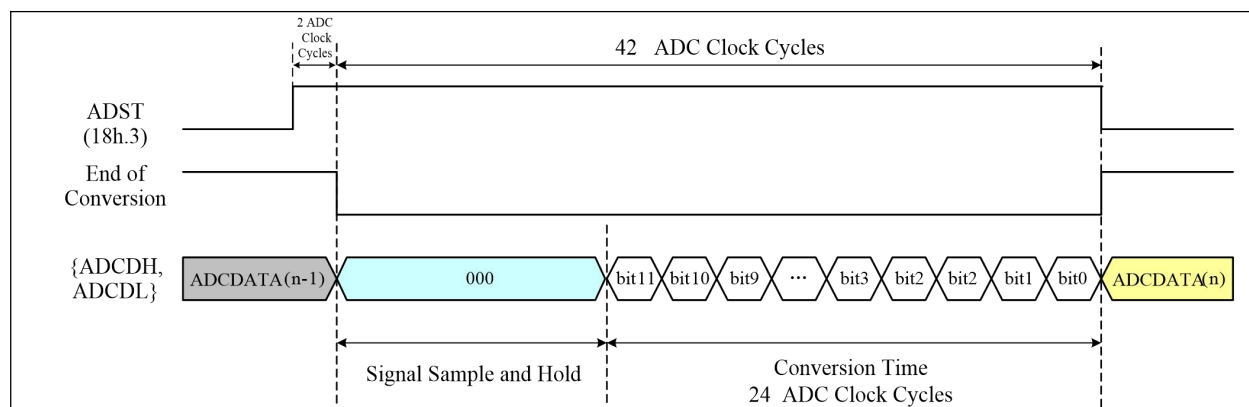 2 ADC
Clock
Cycles
42 ADC Clock Cycles
ADST
(18h.3)
End of
Conversion
{ADCDH,
ADCDL}
ADCDATA(n-1)
000
bit11
bit10
bit9
...
bit3
bit2
bit2
bit1
bit0
ADCDATA(n)
Signal Sample and Hold
Conversion Time
24 ADC Clock Cycles